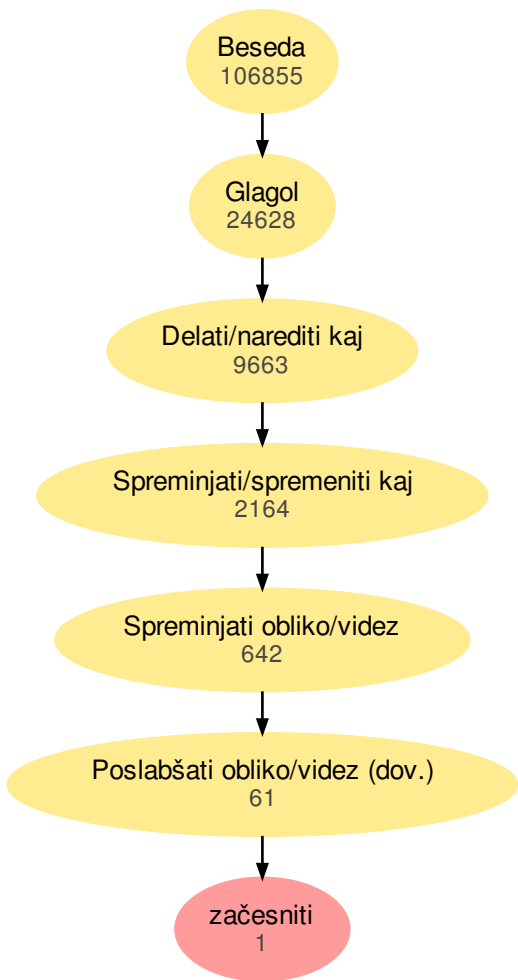 Beseda
106855
Glagol
24628
Delati/narediti kaj
9663
Spreminjati/spremeniti kaj
2164
Spreminjati obliko/videz
642
Poslabšati obliko/videz (dov.)
61
začesniti
1